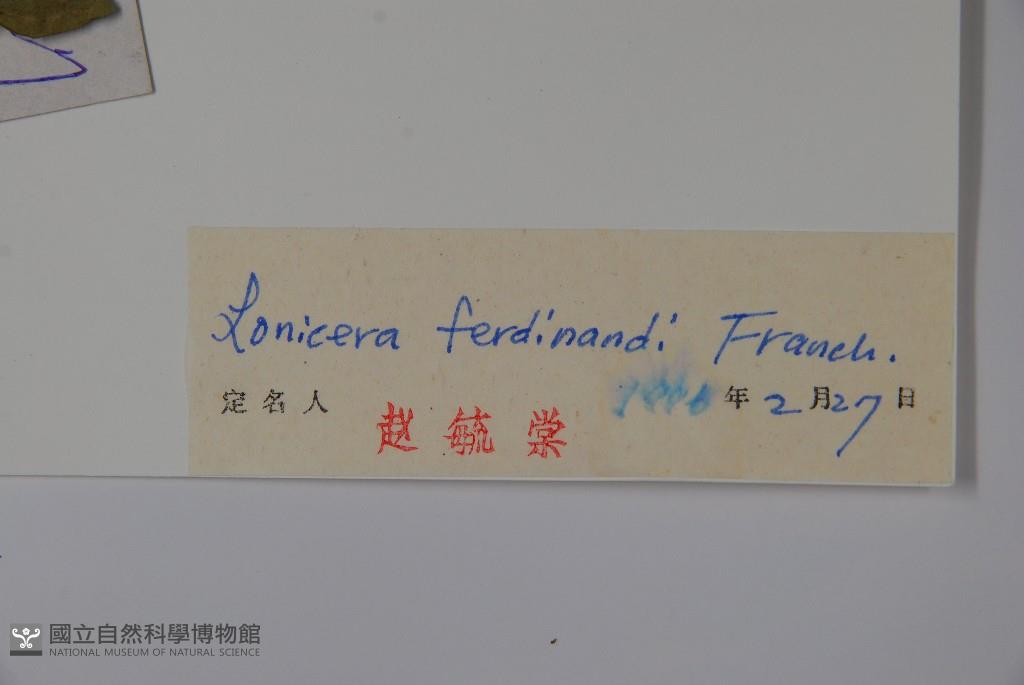 Lonicera ferdinandi Franch.
定名人 赵毓棠 年 2 月 27 日
國立自然科學博物館
NATIONAL MUSEUM OF NATURAL SCIENCE